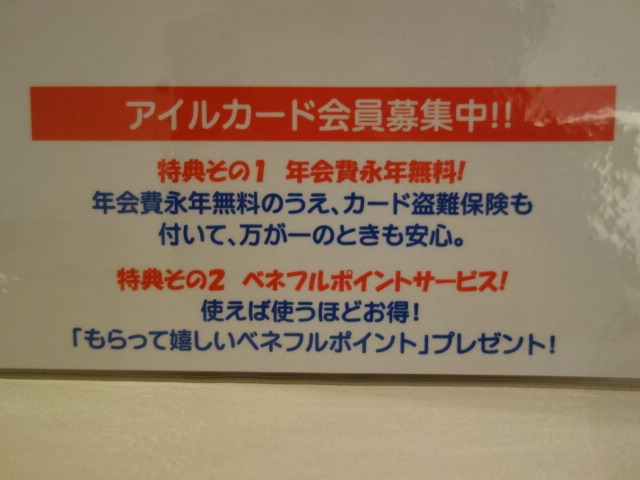 アイルカード会員募集中!!
特典その1 年会費永年無料!
年会費永年無料のうえ、カード盗難保険も
付いて、万が一のときも安心。
特典その2 ベネフルポイントサービス!
使えば使うほどお得!
「もらって嬉しいベネフルポイント」プレゼント!